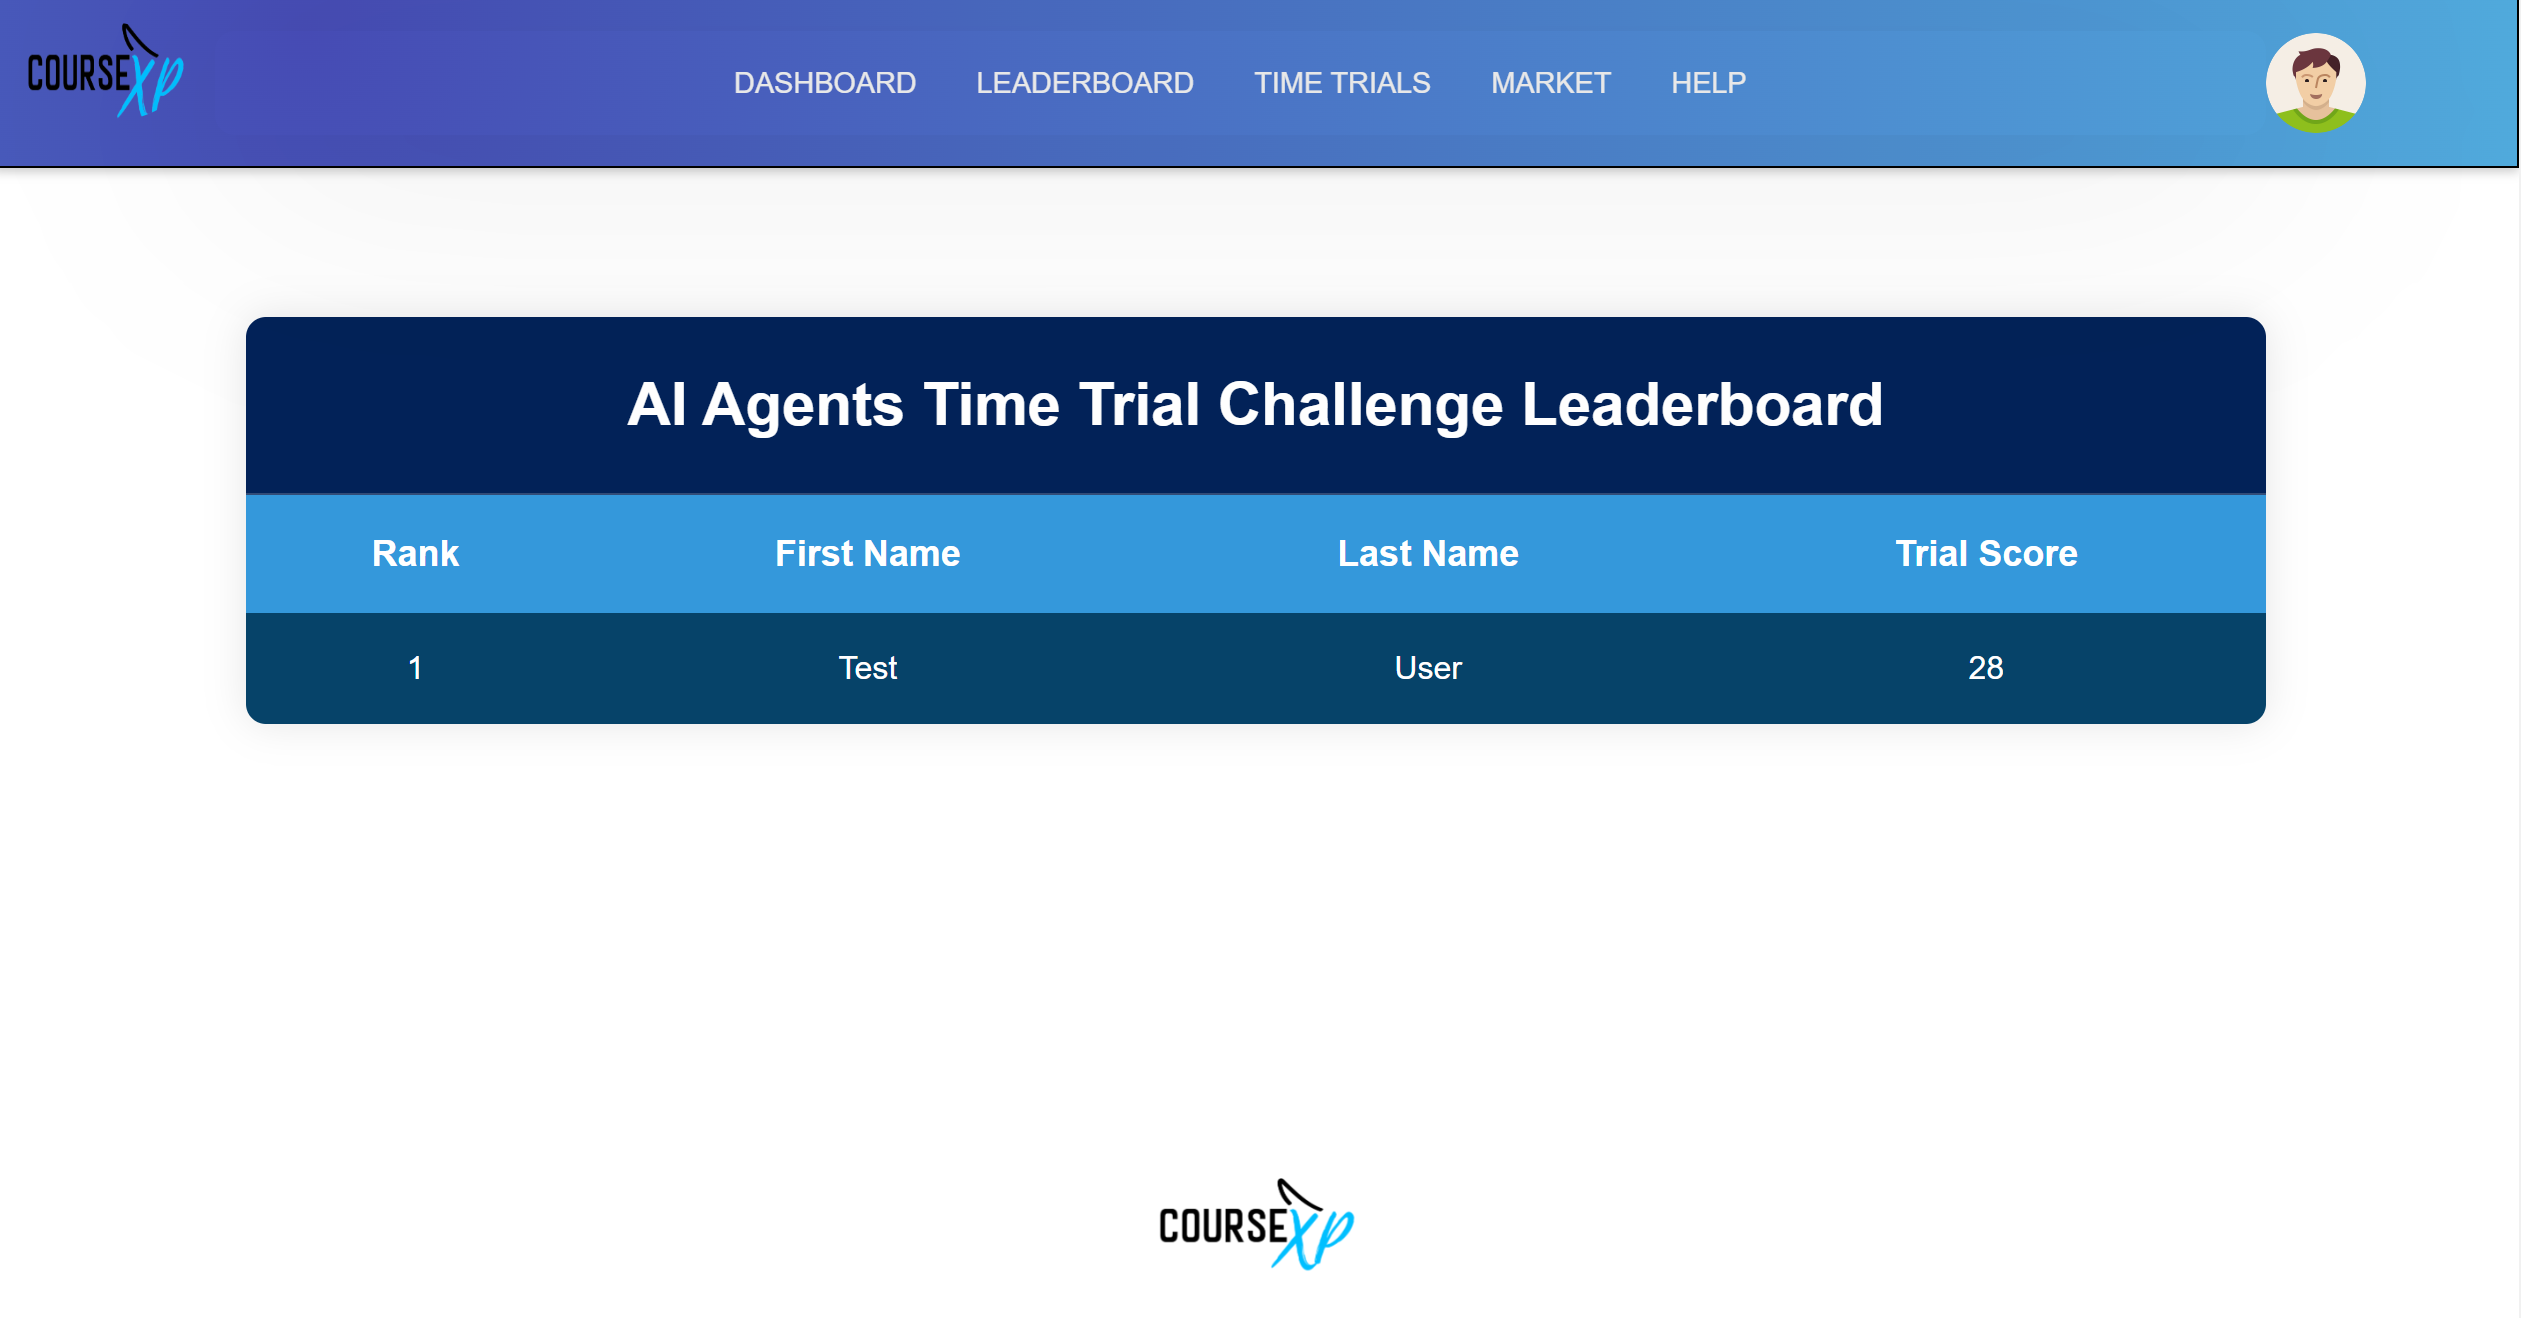 COURSEXP
DASHBOARD LEADERBOARD TIME TRIALS MARKET HELP
AI Agents Time Trial Challenge Leaderboard
Rank First Name Last Name Trial Score
1 Test User 28
COURSEXP